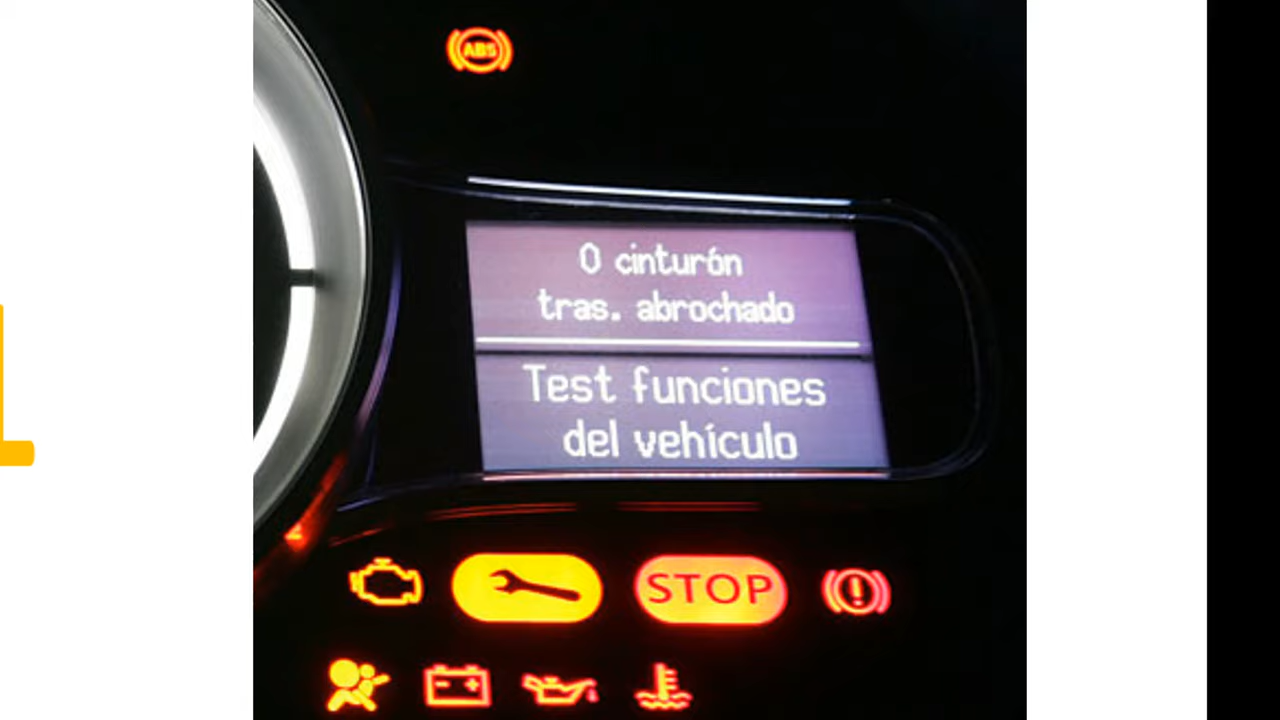 ABS
0 cinturón
tras. abrochado
Test funciones
del vehículo
STOP